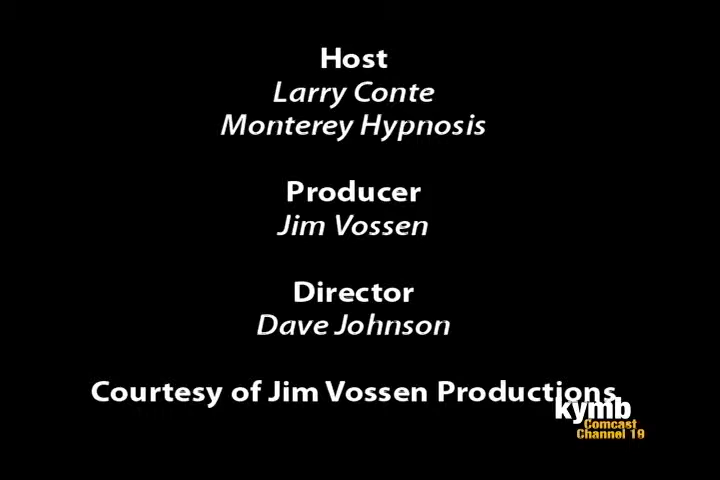 Host
Larry Conte
Monterey Hypnosis
Producer
Jim Vossen
Director
Dave Johnson
Courtesy of Jim Vossen Productions
kymb
Comcast
Channel 19